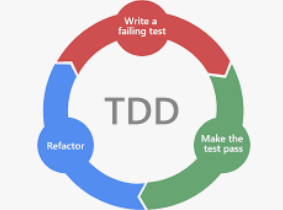 Write a
failing test
TDD
Make the
test pass
Refactor